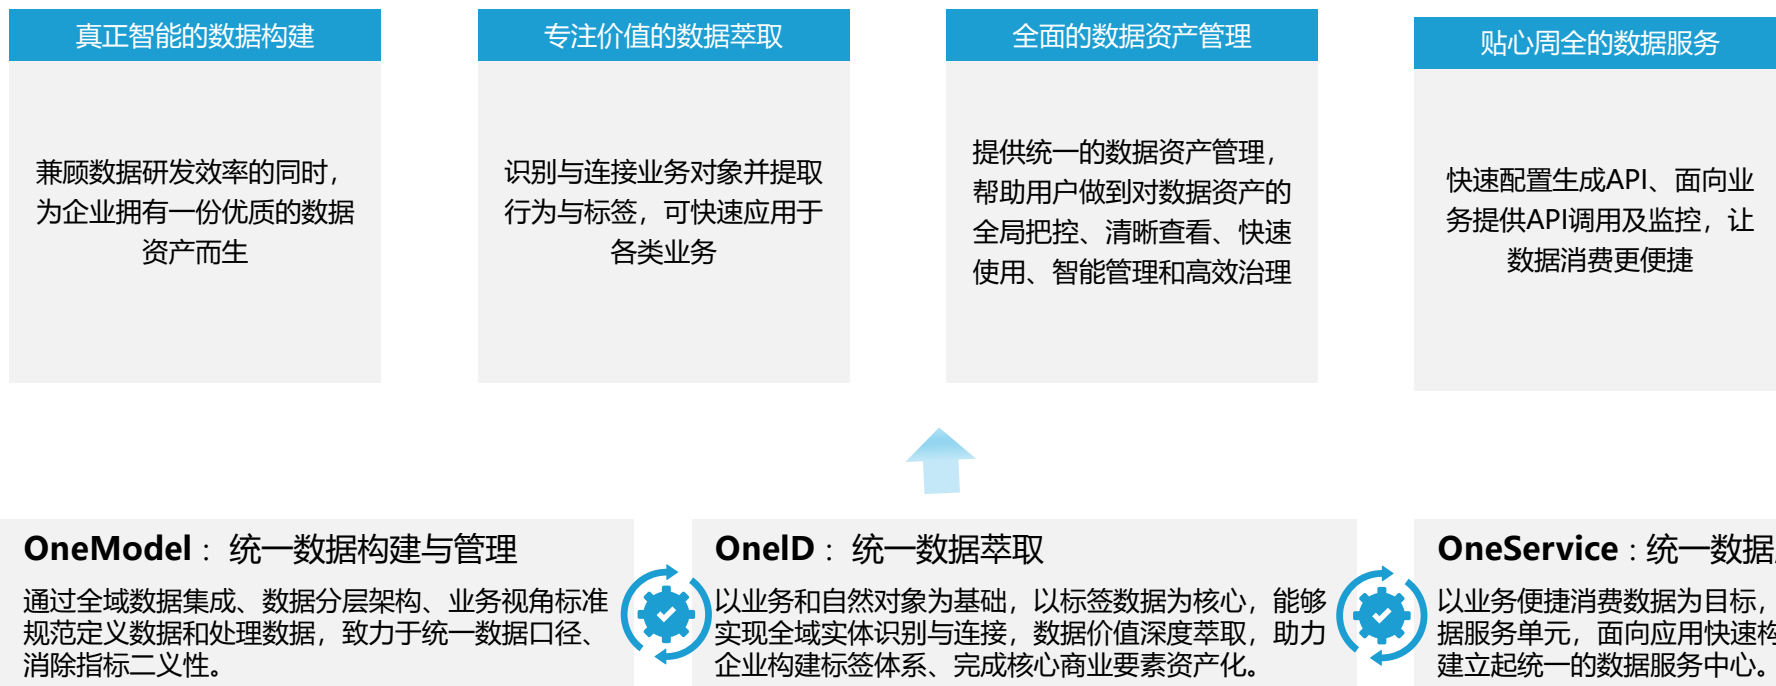 真正智能的数据构建
兼顾数据研发效率的同时，
为企业拥有一份优质的数据
资产而生
专注价值的数据萃取
识别与连接业务对象并提取
行为与标签，可快速应用于
各类业务
全面的数据资产管理
提供统一的数据资产管理，
帮助用户做到对数据资产的
全局把控、清晰查看、快速
使用、智能管理和高效治理
贴心周全的数据服务
快速配置生成API、面向业
务提供API调用及监控，让
数据消费更便捷
OneModel： 统一数据构建与管理
通过全域数据集成、数据分层架构、业务视角标准
规范定义数据和处理数据，致力于统一数据口径、
消除指标二义性。
OneID： 统一数据萃取
以业务和自然对象为基础，以标签数据为核心，能够
实现全域实体识别与连接，数据价值深度萃取，助力
企业构建标签体系、完成核心商业要素资产化。
OneService：统一数据
以业务便捷消费数据为目标，
据服务单元，面向应用快速构
建立起统一的数据服务中心。